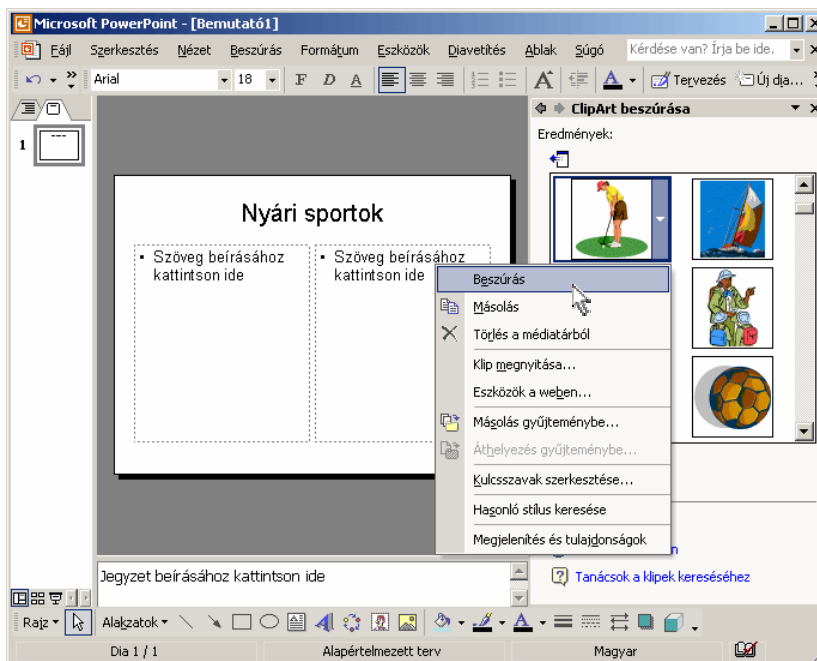 Microsoft PowerPoint - [Bemutató1]
Fájl Szerkesztés Nézet Beszúrás Formátum Eszközök Diavetítés Ablak Súgó Kérdése van? Írja be ide.
Arial 18 F D A A A Tervezés Új dia...
ClipArt beszúrása
Eredmények:
1
Nyári sportok
• Szöveg beírásához kattintson ide
• Szöveg beírásához kattintson ide
Beszúrás
Másolás
Törlés a médiatárból
Klip megnyitása...
Eszközök a weben...
Másolás gyűjteménybe...
Áthelyezés gyűjteménybe...
Kulcsszavak szerkesztése...
Hasonló stílus keresése
Megjelenítés és tulajdonságok
Tanácsok a klipek kereséséhez
Jegyzet beírásához kattintson ide
Rajz Alakzatok
Dia 1 / 1 Alapértelmezett terv Magyar